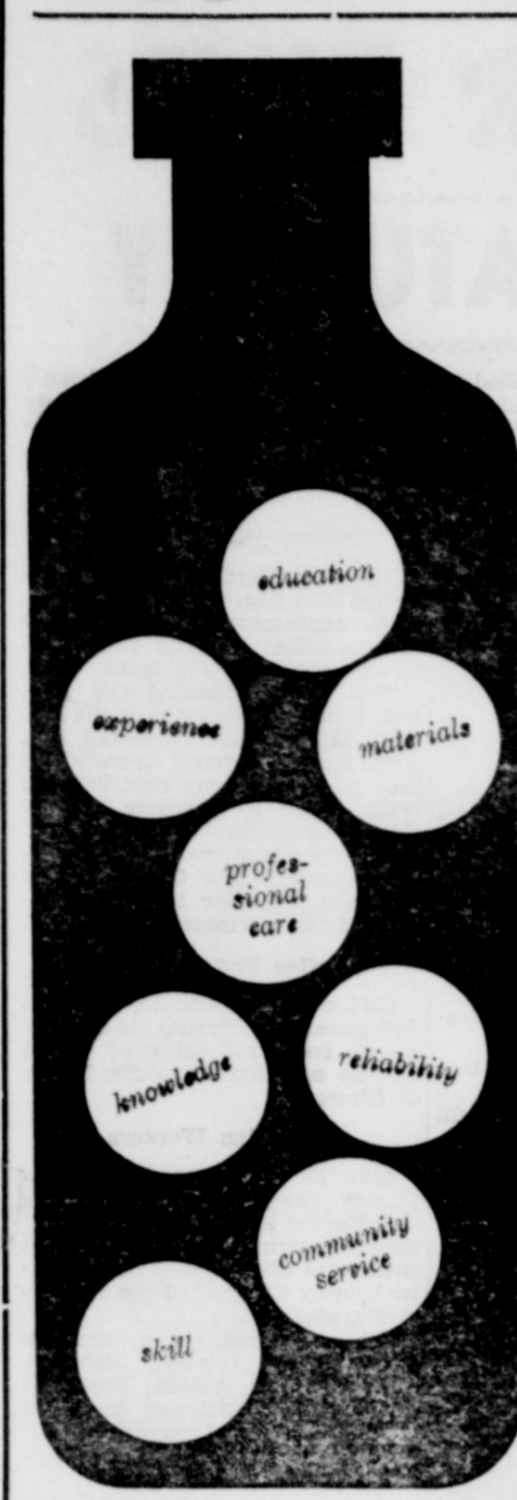 education
experience
materials
profes-
sional
care
knowledge
reliability
community
service
skill